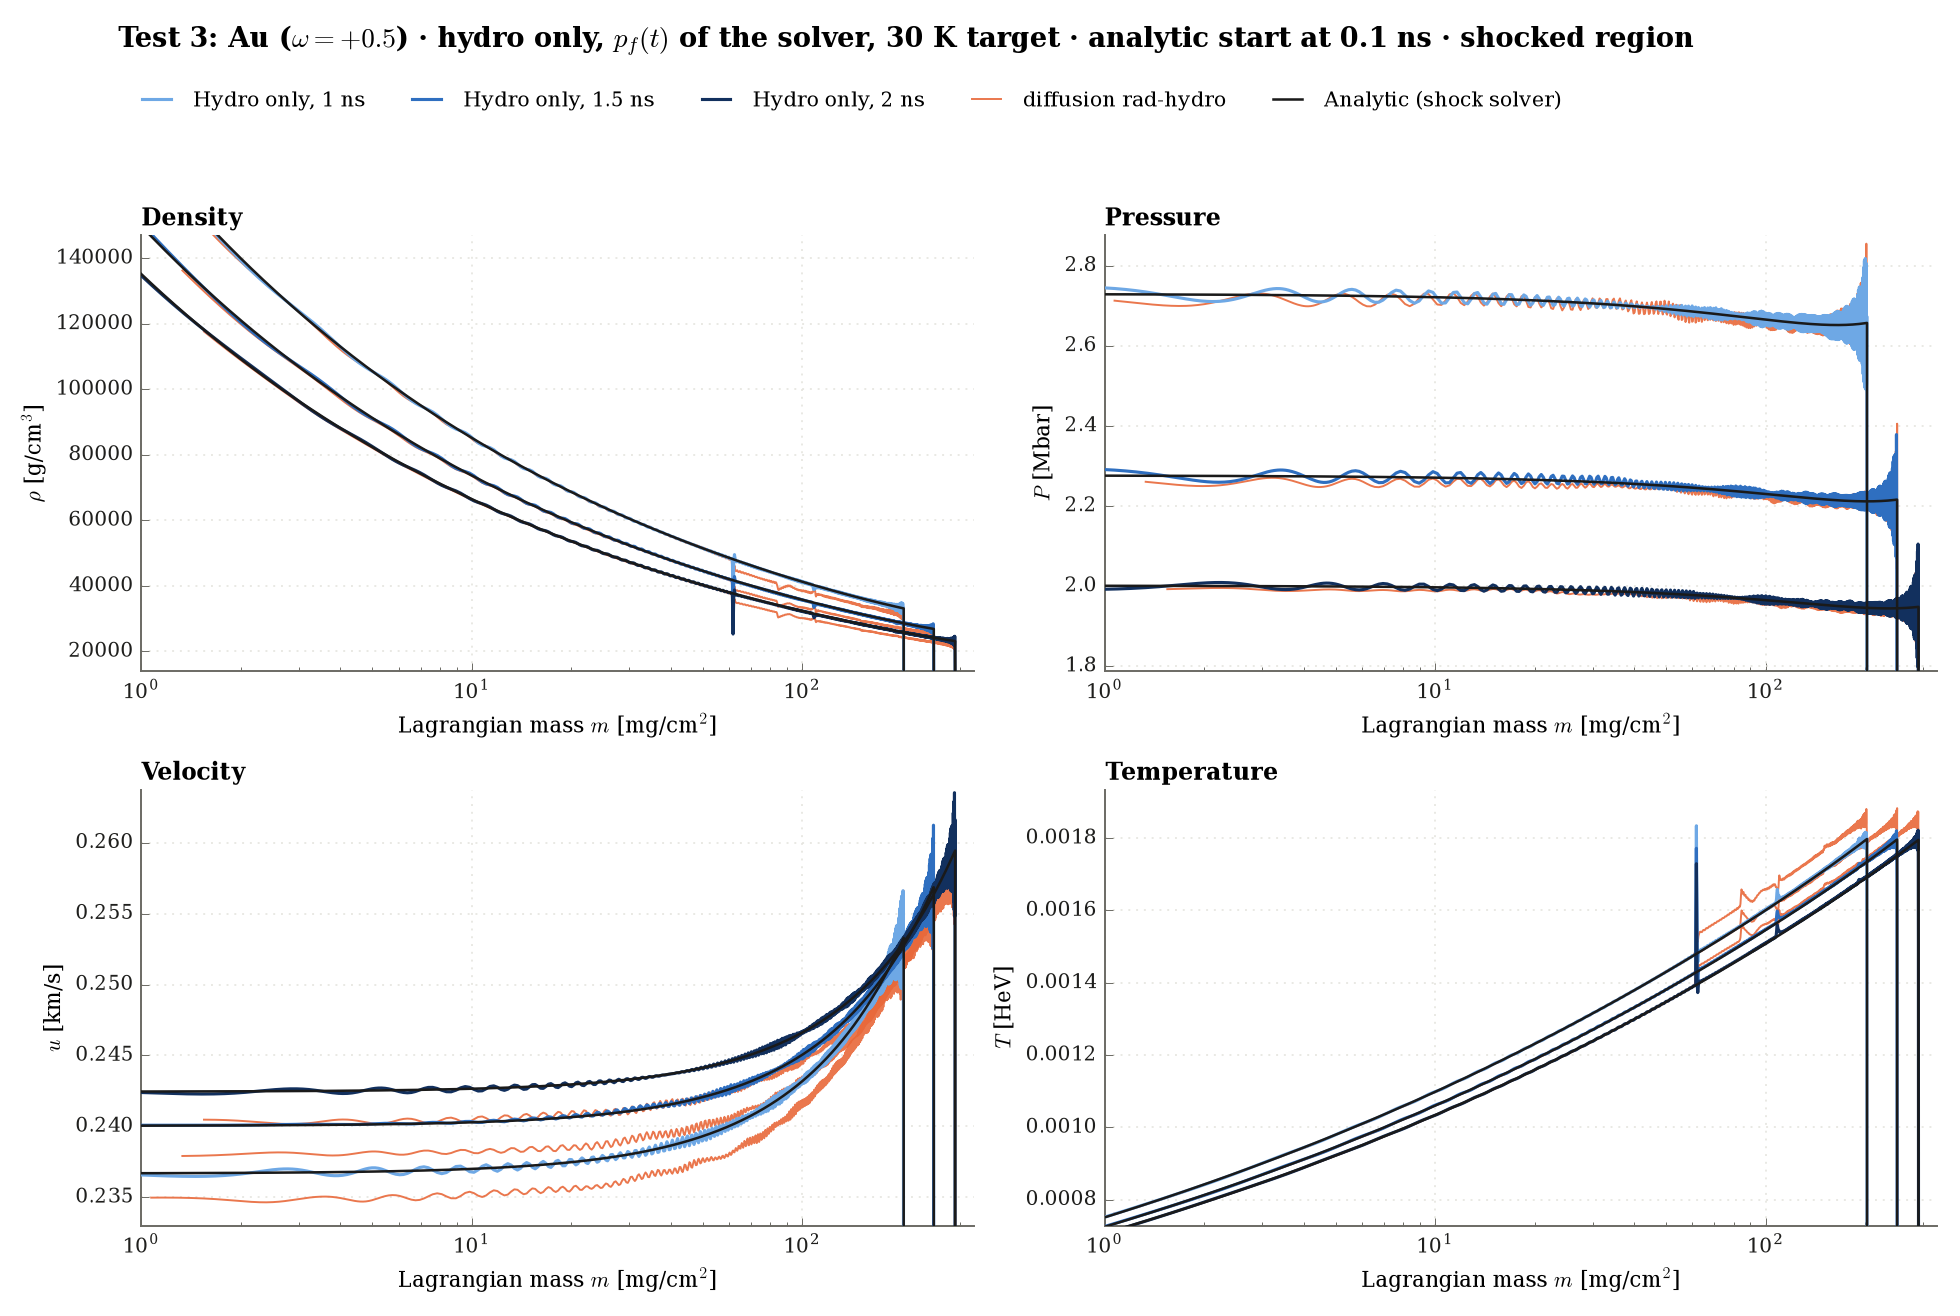 Test 3: Au (ω = +0.5) · hydro only, p_f(t) of the solver, 30 K target · analytic start at 0.1 ns · shocked region
Hydro only, 1 ns
Hydro only, 1.5 ns
Hydro only, 2 ns
diffusion rad-hydro
Analytic (shock solver)
Density
140000
120000
100000
80000
60000
40000
20000
ρ [g/cm³]
10⁰
10¹
10²
Lagrangian mass m [mg/cm²]
Pressure
2.8
2.6
2.4
2.2
2.0
1.8
P [Mbar]
10⁰
10¹
10²
Lagrangian mass m [mg/cm²]
Velocity
0.260
0.255
0.250
0.245
0.240
0.235
u [km/s]
10⁰
10¹
10²
Lagrangian mass m [mg/cm²]
Temperature
0.0018
0.0016
0.0014
0.0012
0.0010
0.0008
T [HeV]
10⁰
10¹
10²
Lagrangian mass m [mg/cm²]